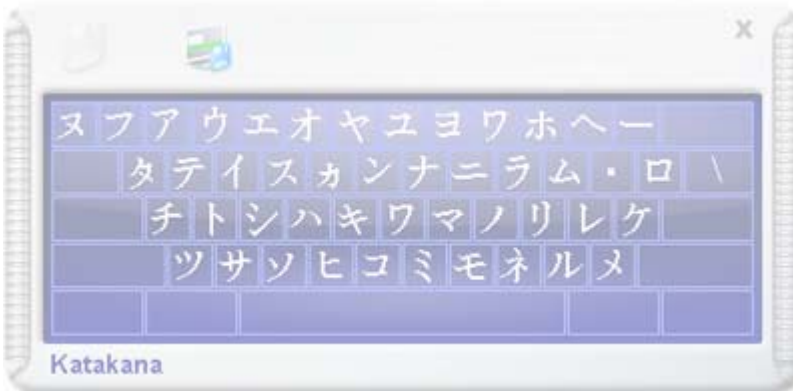 x
ヌフアウエオヤユヨワホヘー
タテイスヵンナニラム・ロ\
チトシハキワマノリレケ
ツサソヒコミモネルメ
Katakana